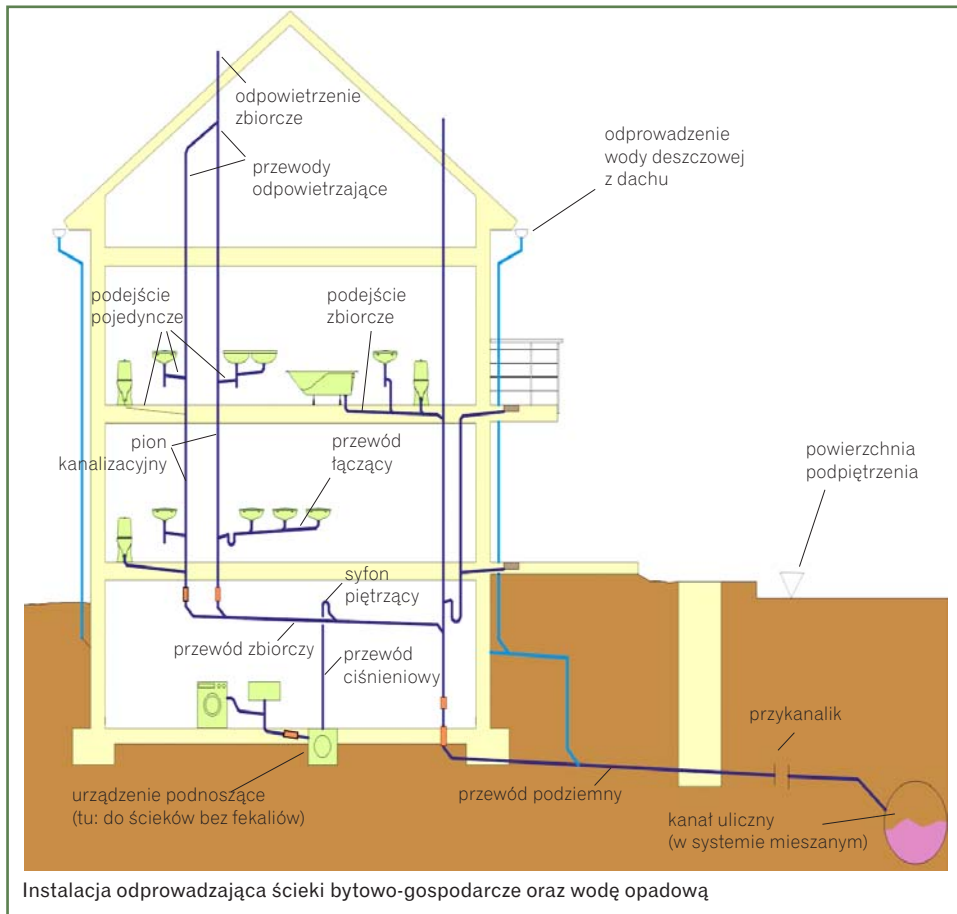 odpowietrzenie
zbiorcze
przewody
odpowietrzające
odprowadzenie
wody deszczowej
z dachu
podejście
pojedyncze
podejście
zbiorcze
pion
kanalizacyjny
przewód
łączący
powierzchnia
podpiętrzenia
syfon
piętrzący
przewód zbiorczy
przewód
ciśnieniowy
przykanalik
urządzenie podnoszące
(tu: do ścieków bez fekaliów)
przewód podziemny
kanał uliczny
(w systemie mieszanym)
Instalacja odprowadzająca ścieki bytowo-gospodarcze oraz wodę opadową